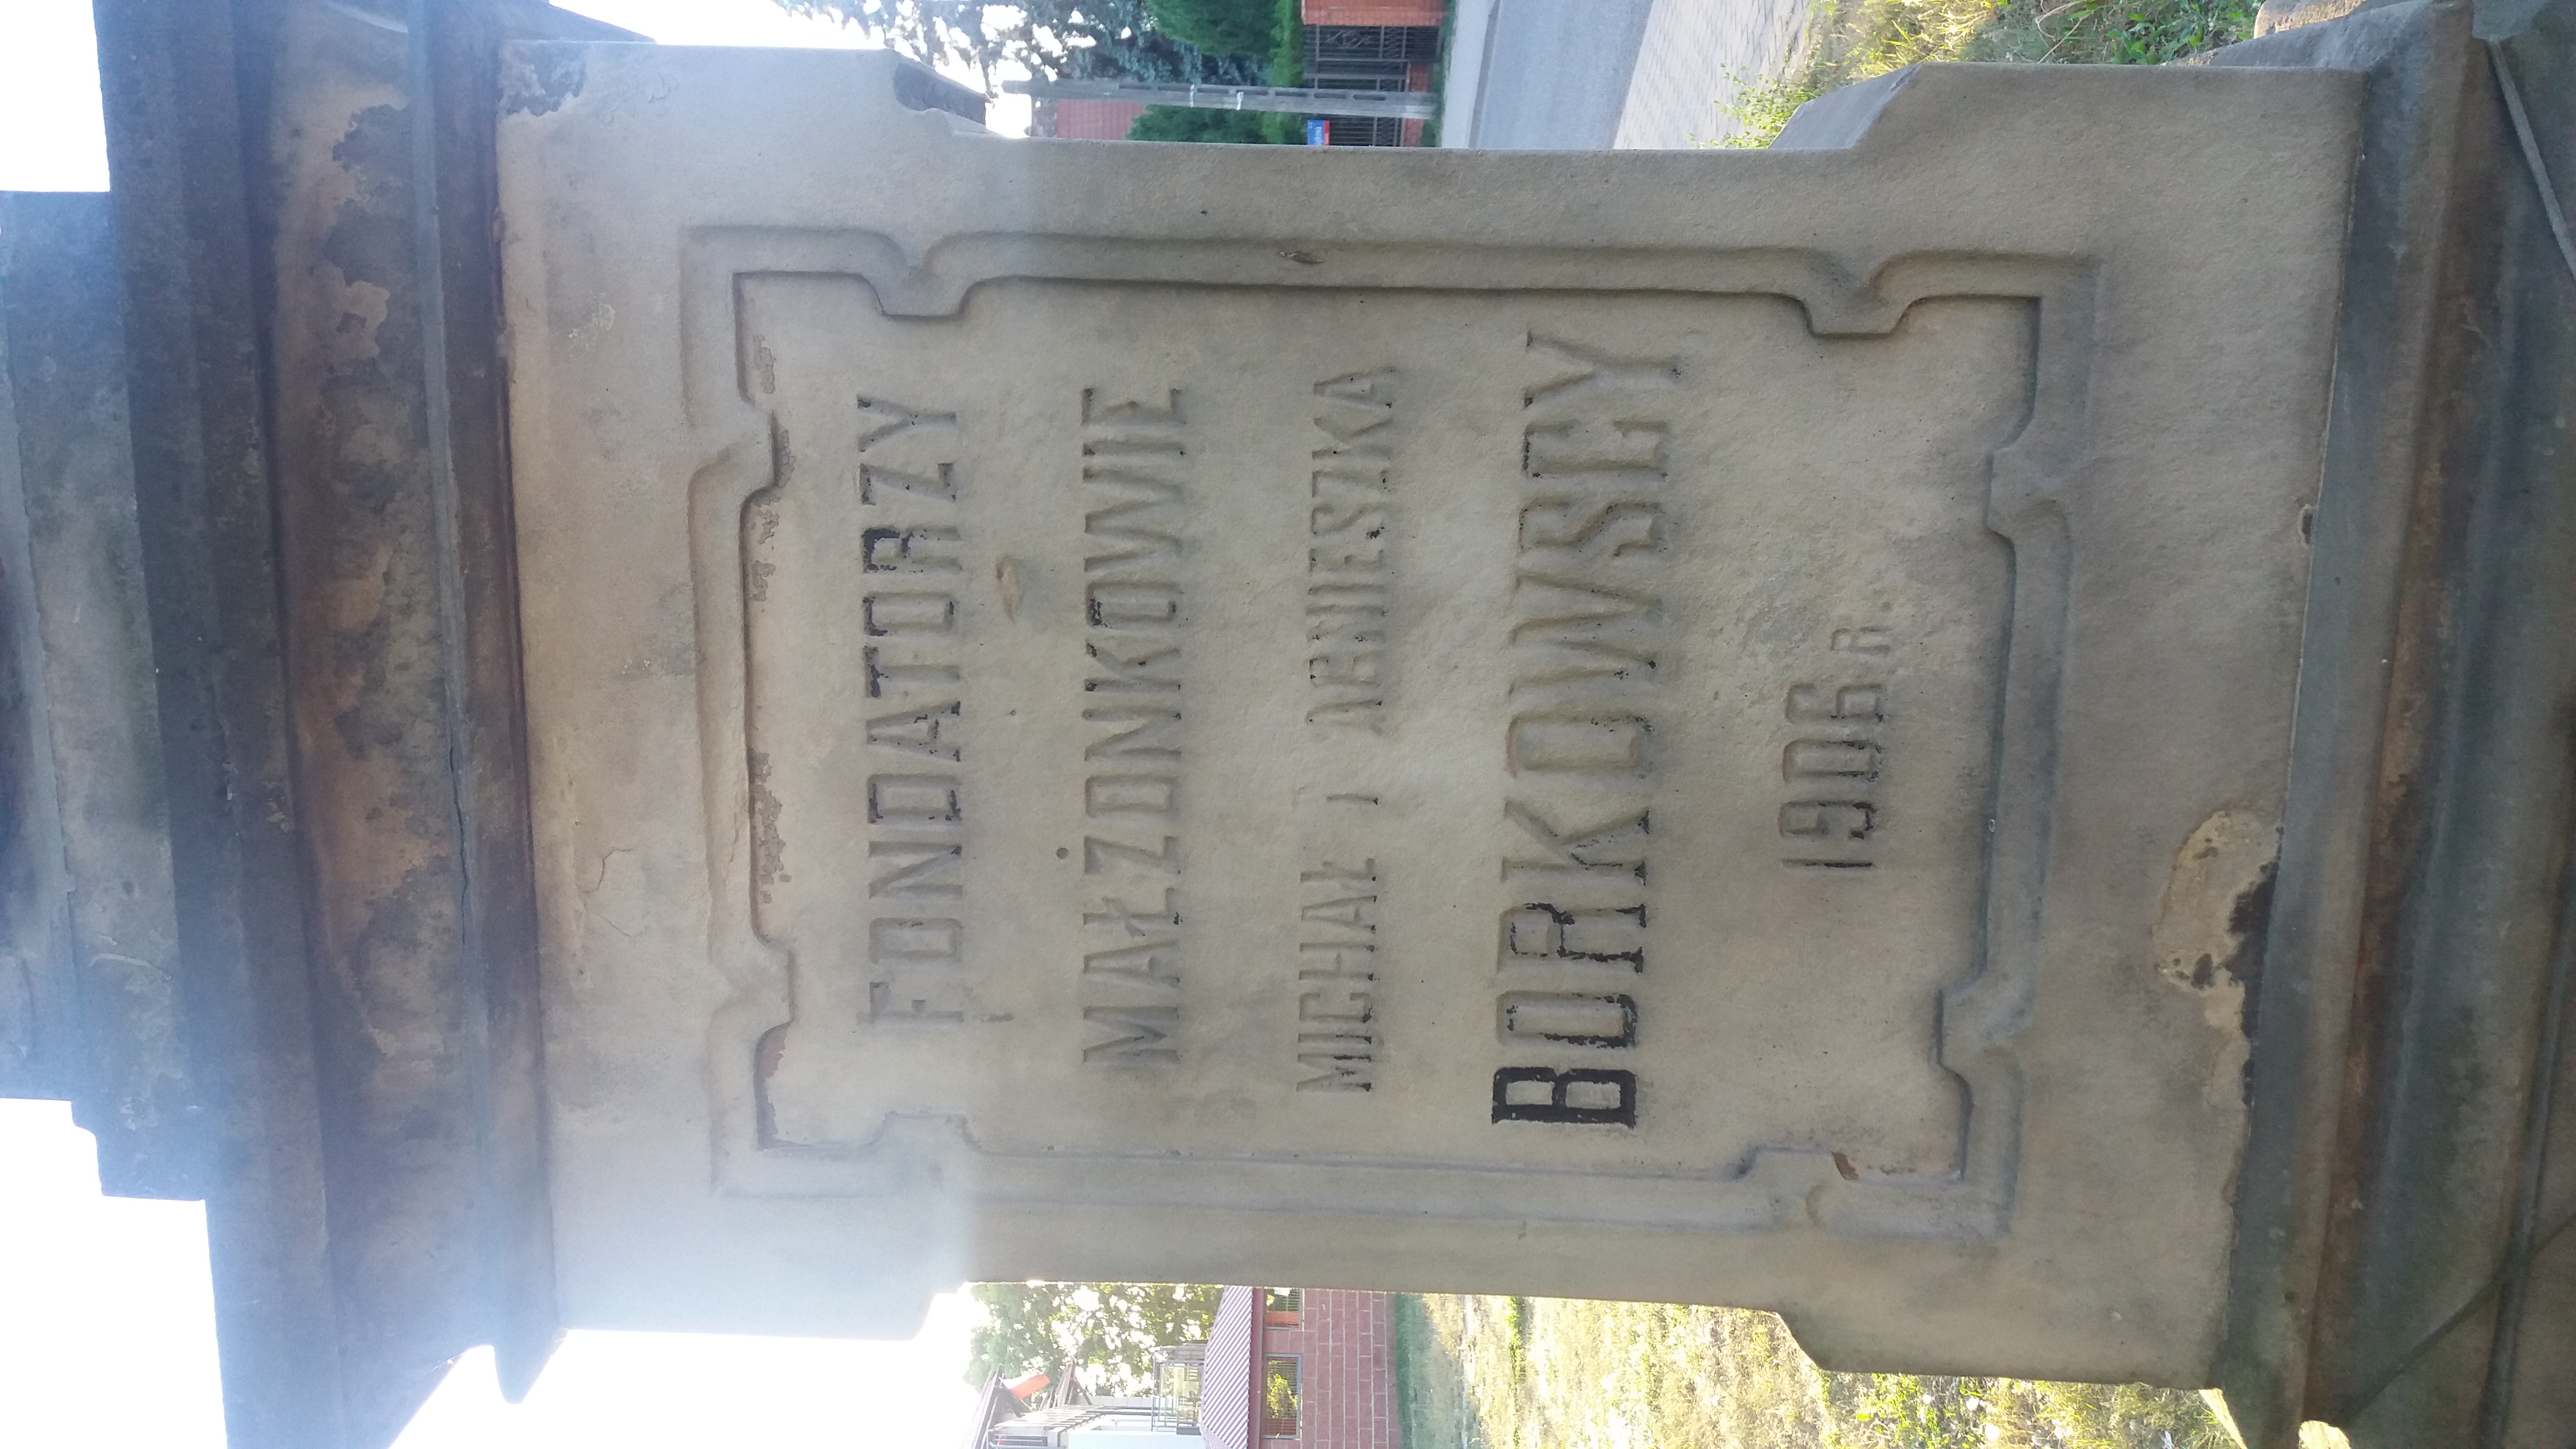 FONDATORZY
MAŁŻONKOWIE
MICHAŁ I AGNIESZKA
BORKOWSCY
1906 R.